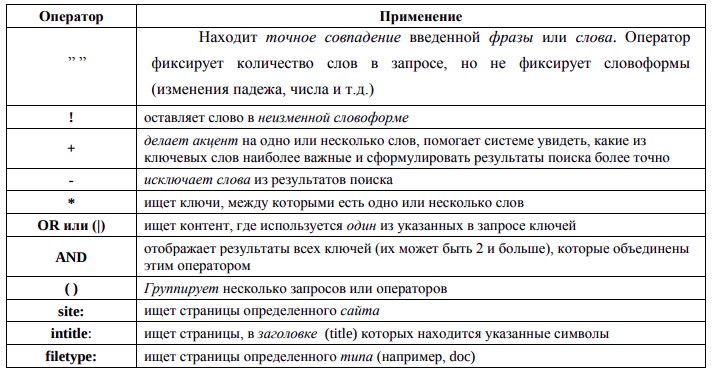 Оператор Применение
” ” Находит точное совпадение введенной фразы или слова. Оператор
фиксирует количество слов в запросе, но не фиксирует словоформы
(изменения падежа, числа и т.д.)
! оставляет слово в неизменной словоформе
+ делает акцент на одно или несколько слов, помогает системе увидеть, какие из
ключевых слов наиболее важные и сформулировать результаты поиска более точно
- исключает слова из результатов поиска
* ищет ключи, между которыми есть одно или несколько слов
OR или (|) ищет контент, где используется один из указанных в запросе ключей
AND отображает результаты всех ключей (их может быть 2 и больше), которые объединены
этим оператором
( ) Группирует несколько запросов или операторов
site: ищет страницы определенного сайта
intitle: ищет страницы, в заголовке (title) которых находится указанные символы
filetype: ищет страницы определенного типа (например, doc)